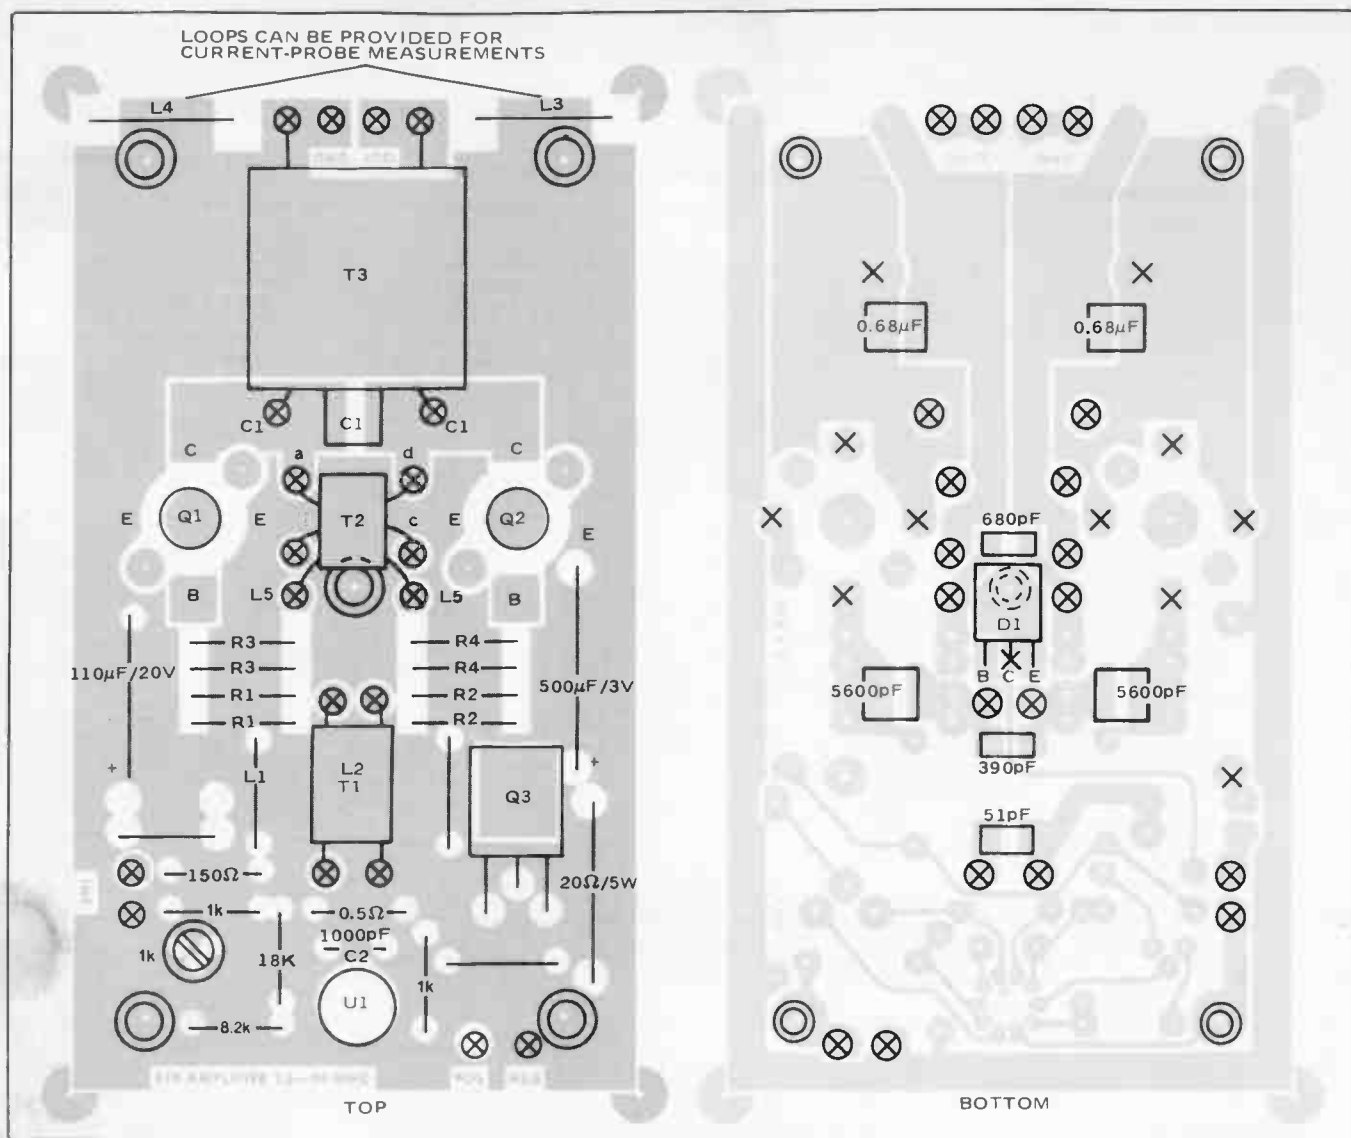 LOOPS CAN BE PROVIDED FOR
CURRENT-PROBE MEASUREMENTS
L4
L3
T3
C1
C1
C1
C
C
a
d
Q1
E
E
T2
c
E
Q2
E
B
L5
L5
B
R3
R4
R3
R4
110µF/20V
R1
R2
500µF/3V
R1
R2
+
L1
L2
T1
Q3
+
150Ω
20Ω/5W
1k
0.5Ω
1000pF
C2
1k
18K
1k
U1
8.2k
POS
NEG
TOP
0.68µF
0.68µF
680pF
D1
B C E
5600pF
5600pF
390pF
51pF
BOTTOM